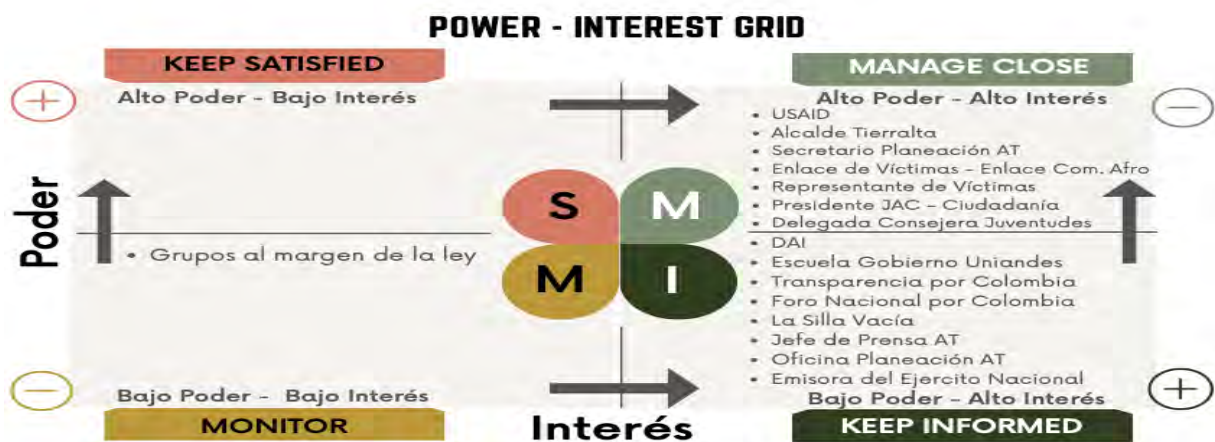 POWER - INTEREST GRID
KEEP SATISFIED
Alto Poder - Bajo Interés
MANAGE CLOSE
Alto Poder - Alto Interés
• USAID
• Alcalde Tierralta
• Secretario Planeación AT
• Enlace de Víctimas - Enlace Com. Afro
• Representante de Víctimas
• Presidente JAC - Ciudadanía
• Delegada Consejera Juventudes
Poder
S
M
M
I
• Grupos al margen de la ley
• DAI
• Escuela Gobierno Uniandes
• Transparencia por Colombia
• Foro Nacional por Colombia
• La Silla Vacía
• Jefe de Prensa AT
• Oficina Planeación AT
• Emisora del Ejercito Nacional
Bajo Poder - Bajo Interés
MONITOR
Interés
Bajo Poder - Alto Interés
KEEP INFORMED